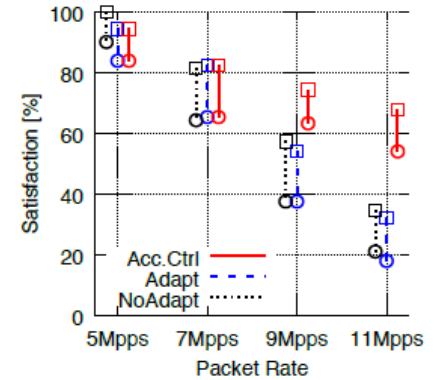 100
80
60
40
20
0
Satisfaction [%]
Acc.Ctrl
Adapt
NoAdapt
5Mpps 7Mpps 9Mpps 11Mpps
Packet Rate